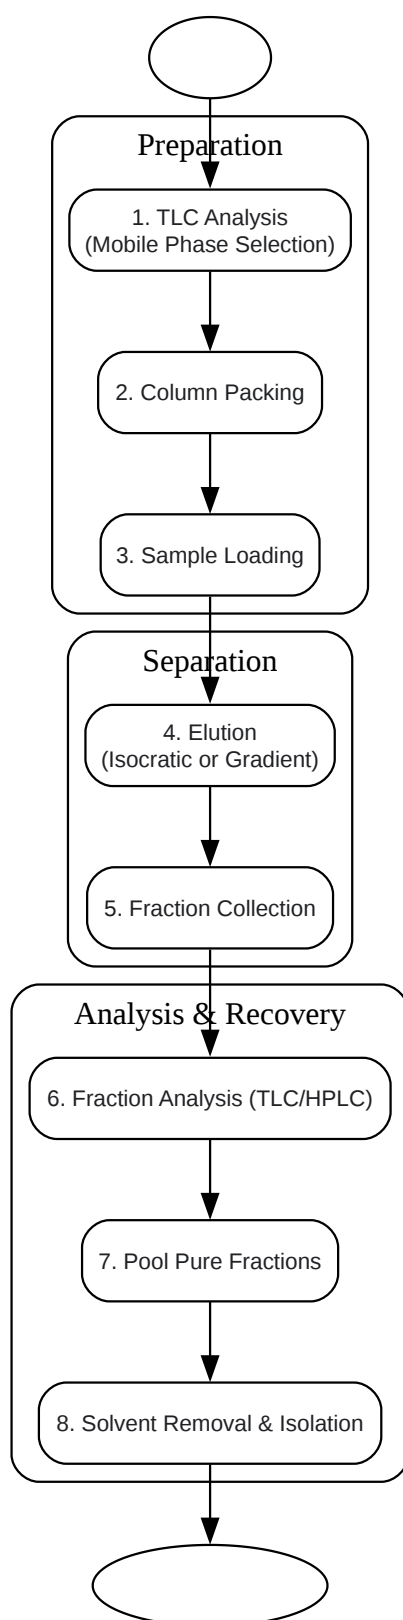 Preparation
1. TLC Analysis
(Mobile Phase Selection)
2. Column Packing
3. Sample Loading
Separation
4. Elution
(Isocratic or Gradient)
5. Fraction Collection
Analysis & Recovery
6. Fraction Analysis (TLC/HPLC)
7. Pool Pure Fractions
8. Solvent Removal & Isolation